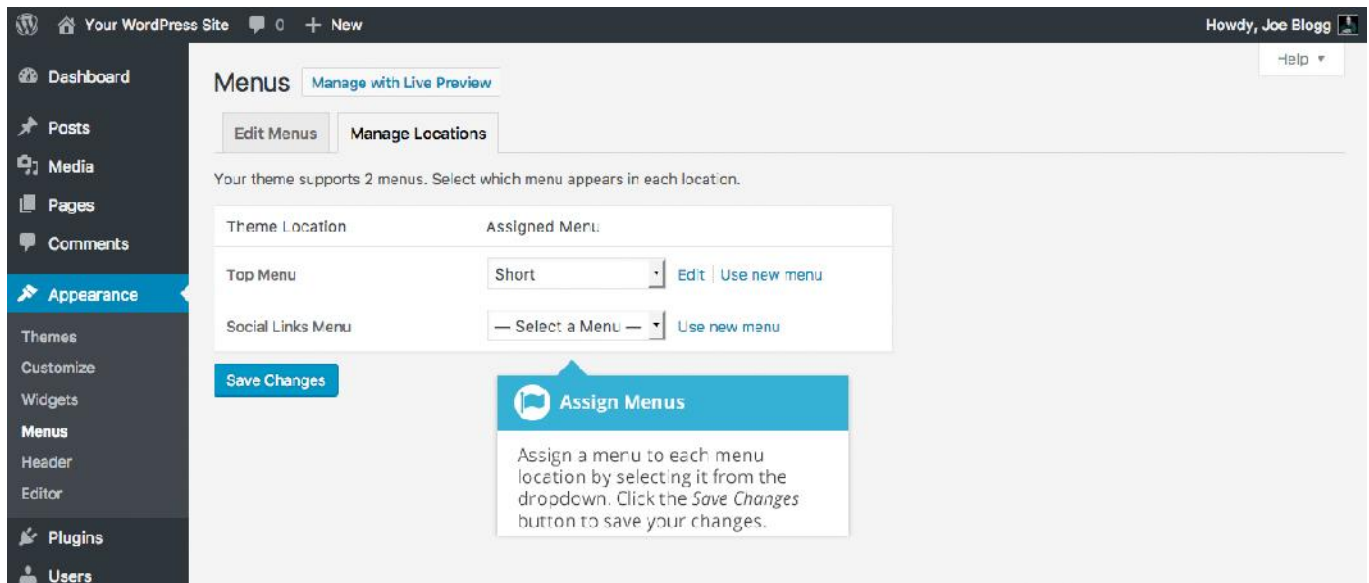 Your WordPress Site 0 + New Howdy, Joe Blogg
Help
Dashboard
Posts
Media
Pages
Comments
Appearance
Themes
Customize
Widgets
Menus
Header
Editor
Plugins
Users
Menus Manage with Live Preview
Edit Menus Manage Locations
Your theme supports 2 menus. Select which menu appears in each location.
Theme Location Assigned Menu
Top Menu Short Edit | Use new menu
Social Links Menu — Select a Menu — Use new menu
Save Changes
Assign Menus
Assign a menu to each menu
location by selecting it from the
dropdown. Click the Save Changes
button to save your changes.